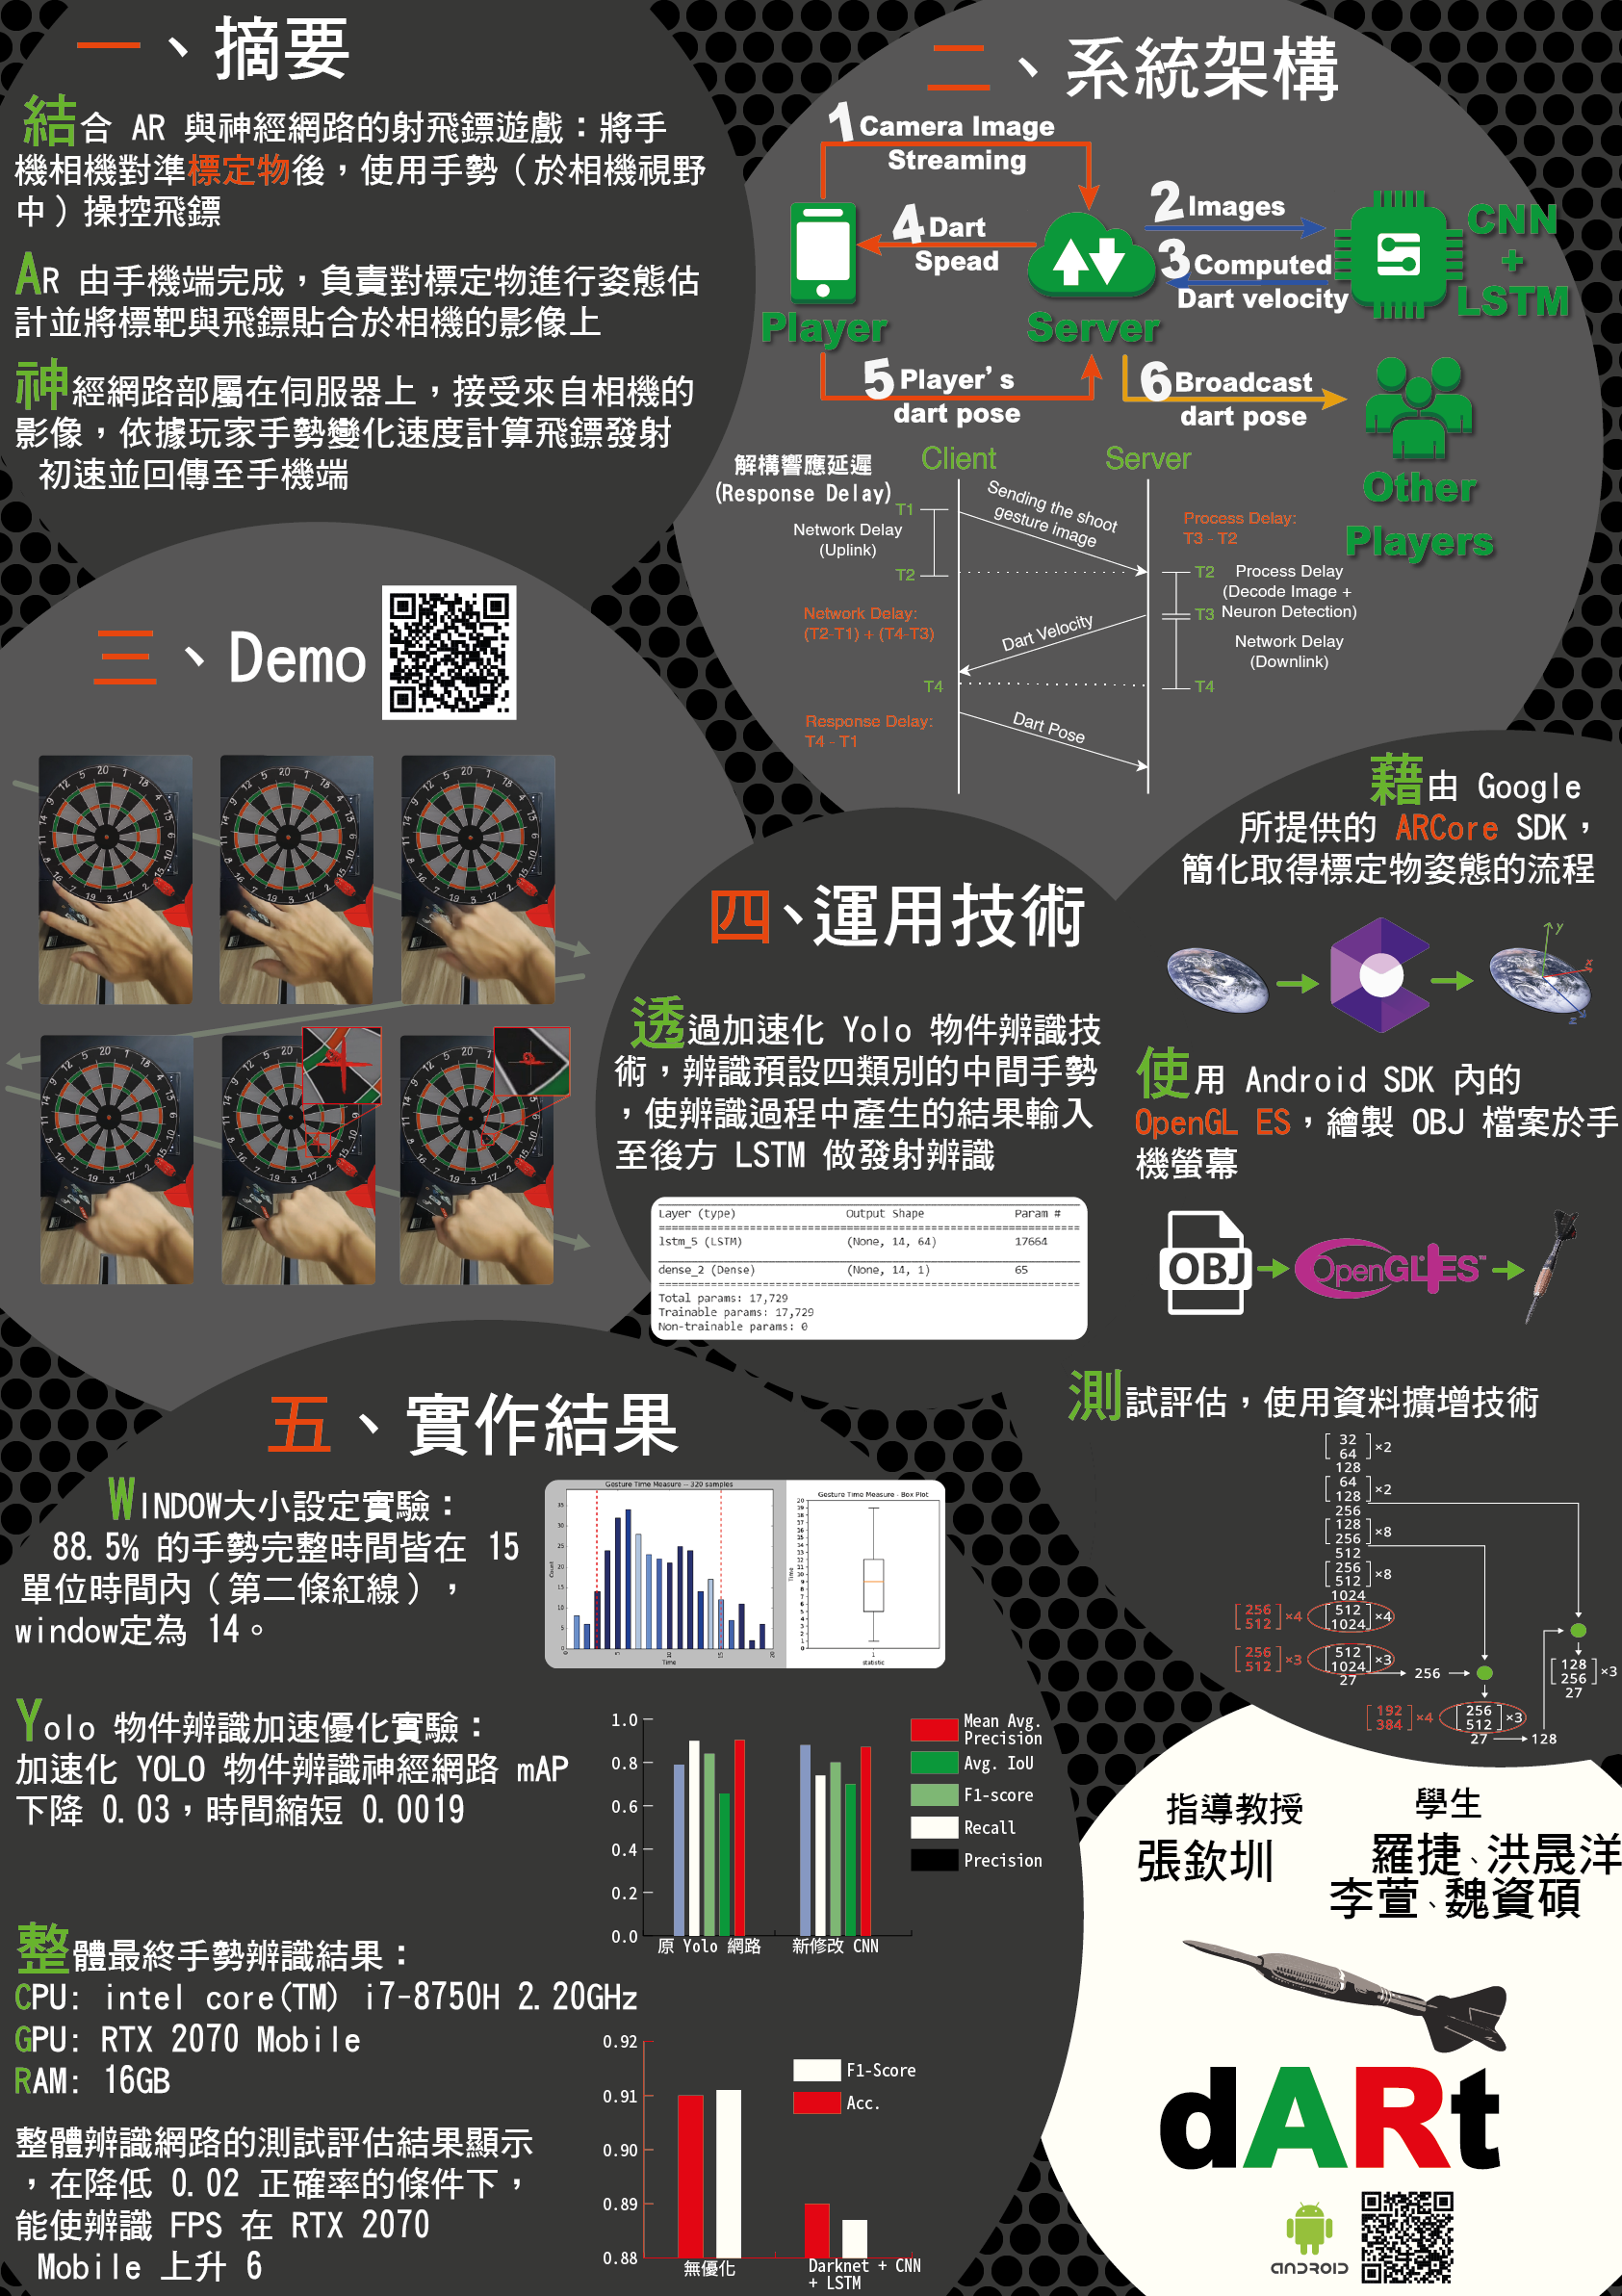 一、摘要
結合 AR 與神經網路的射飛鏢遊戲：將手
機相機對準標定物後，使用手勢（於相機視野
中）操控飛鏢
AR 由手機端完成，負責對標定物進行姿態估
計並將標靶與飛鏢貼合於相機的影像上
神經網路部屬在伺服器上，接受來自相機的
影像，依據玩家手勢變化速度計算飛鏢發射
初速並回傳至手機端
二、系統架構
1 Camera Image
Streaming
2 Images
3 Computed
Dart velocity
4 Dart
Spead
CNN
+
LSTM
Player
Server
5 Player's
dart pose
6 Broadcast
dart pose
Other
Players
解構響應延遲
(Response Delay)
Client
Server
T1
Network Delay
(Uplink)
T2
Sending the shoot
gesture image
Process Delay:
T3 - T2
T2
Process Delay
(Decode Image +
Neuron Detection)
T3
Network Delay:
(T2-T1) + (T4-T3)
Dart Velocity
Network Delay
(Downlink)
T4
T4
Response Delay:
T4 - T1
Dart Pose
三、Demo
四、運用技術
透過加速化 Yolo 物件辨識技
術，辨識預設四類別的中間手勢
，使辨識過程中產生的結果輸入
至後方 LSTM 做發射辨識
Layer (type) Output Shape Param #
lstm_5 (LSTM) (None, 14, 64) 17664
dense_2 (Dense) (None, 14, 1) 65
Total params: 17,729
Trainable params: 17,729
Non-trainable params: 0
藉由 Google
所提供的 ARCore SDK，
簡化取得標定物姿態的流程
y
x
z
使用 Android SDK 內的
OpenGL ES，繪製 OBJ 檔案於手
機螢幕
OBJ
OpenGL|ES™
測試評估，使用資料擴增技術
32
64 ×2
128
64
128 ×2
256
128
256 ×8
512
256
512 ×8
1024
256
512 ×4
512
1024 ×4
256
512 ×3
512
1024 ×3
27
256
192
384 ×4
256
512 ×3
27
128
128
256 ×3
27
五、實作結果
WINDOW大小設定實驗：
88.5% 的手勢完整時間皆在 15
單位時間內（第二條紅線），
window定為 14。
Gesture Time Measure -- 320 samples
Count
Time
0 5 10 15 20
Gesture Time Measure - Box Plot
Time
1
statistic
Yolo 物件辨識加速優化實驗：
加速化 YOLO 物件辨識神經網路 mAP
下降 0.03，時間縮短 0.0019
1.0
0.8
0.6
0.4
0.2
0.0
原 Yolo 網路
新修改 CNN
Mean Avg.
Precision
Avg. IoU
F1-score
Recall
Precision
整體最終手勢辨識結果：
CPU: intel core(TM) i7-8750H 2.20GHz
GPU: RTX 2070 Mobile
RAM: 16GB
整體辨識網路的測試評估結果顯示
，在降低 0.02 正確率的條件下，
能使辨識 FPS 在 RTX 2070
Mobile 上升 6
0.92
0.91
0.90
0.89
0.88
F1-Score
Acc.
無優化
Darknet + CNN
+ LSTM
指導教授
張欽圳
學生
羅捷、洪晟洋
李萱、魏資碩
dARt
ANDROID